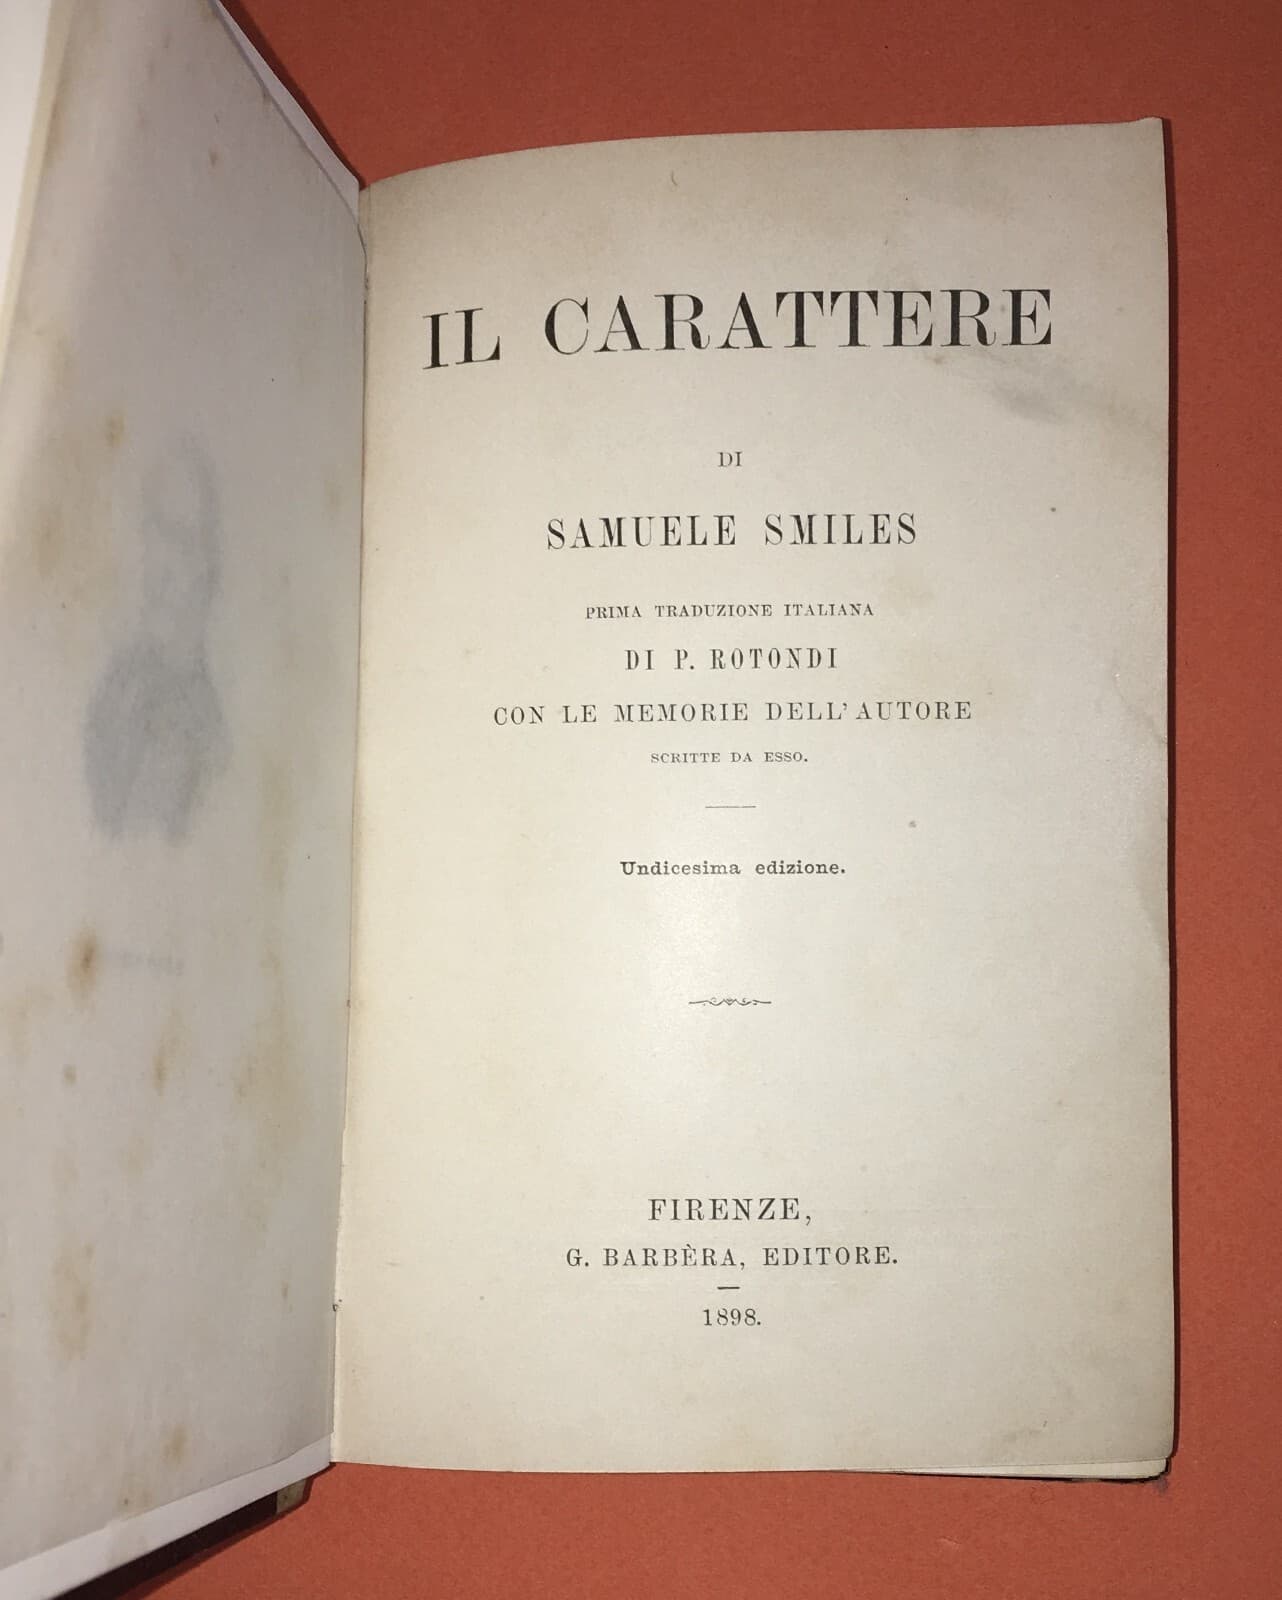 IL CARATTERE
DI
SAMUELE SMILES
PRIMA TRADUZIONE ITALIANA
DI P. ROTONDI
CON LE MEMORIE DELL' AUTORE
SCRITTE DA ESSO.
Undicesima edizione.
FIRENZE,
G. BARBÈRA, EDITORE.
1898.